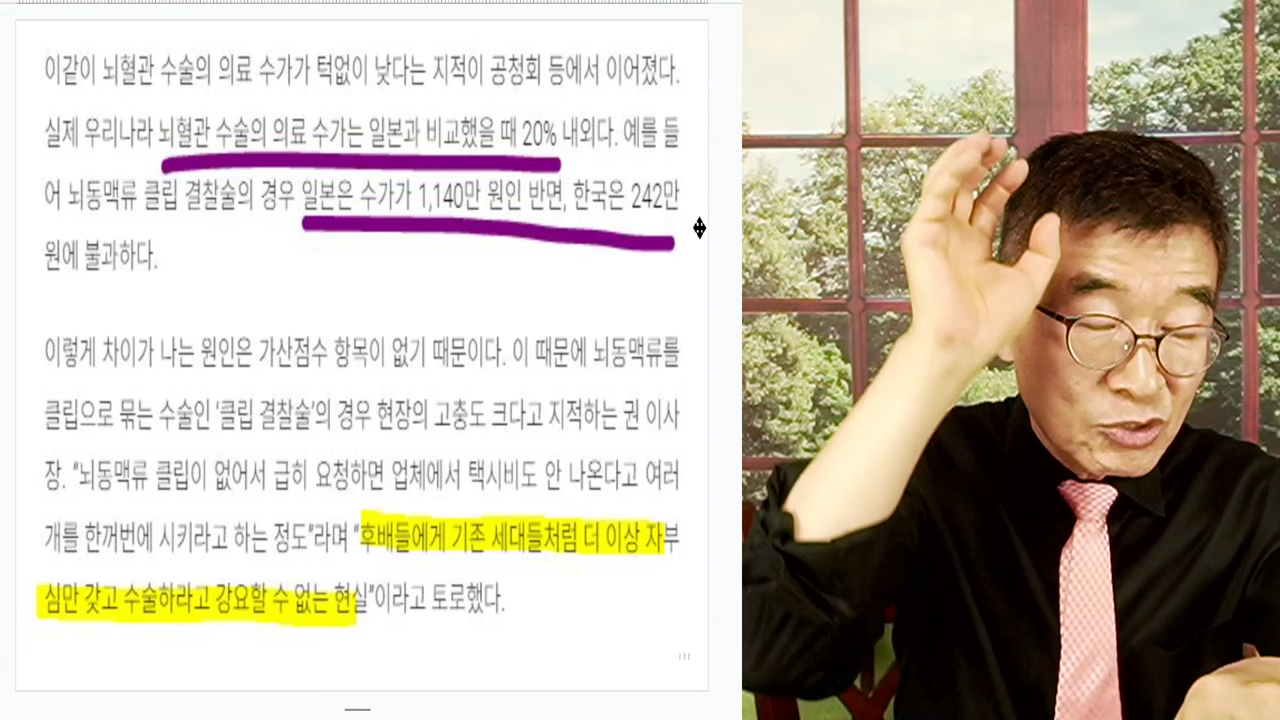 이같이 뇌혈관 수술의 의료 수가가 턱없이 낮다는 지적이 공청회 등에서 이어졌다.
실제 우리나라 뇌혈관 수술의 의료 수가는 일본과 비교했을 때 20% 내외다. 예를 들
어 뇌동맥류 클립 결찰술의 경우 일본은 수가가 1,140만 원인 반면, 한국은 242만
원에 불과하다.
이렇게 차이가 나는 원인은 가산점수 항목이 없기 때문이다. 이 때문에 뇌동맥류를
클립으로 묶는 수술인 ‘클립 결찰술’의 경우 현장의 고충도 크다고 지적하는 권 이사
장. “뇌동맥류 클립이 없어서 급히 요청하면 업체에서 택시비도 안 나온다고 여러
개를 한꺼번에 시키라고 하는 정도”라며 “후배들에게 기존 세대들처럼 더 이상 자부
심만 갖고 수술하라고 강요할 수 없는 현실”이라고 토로했다.